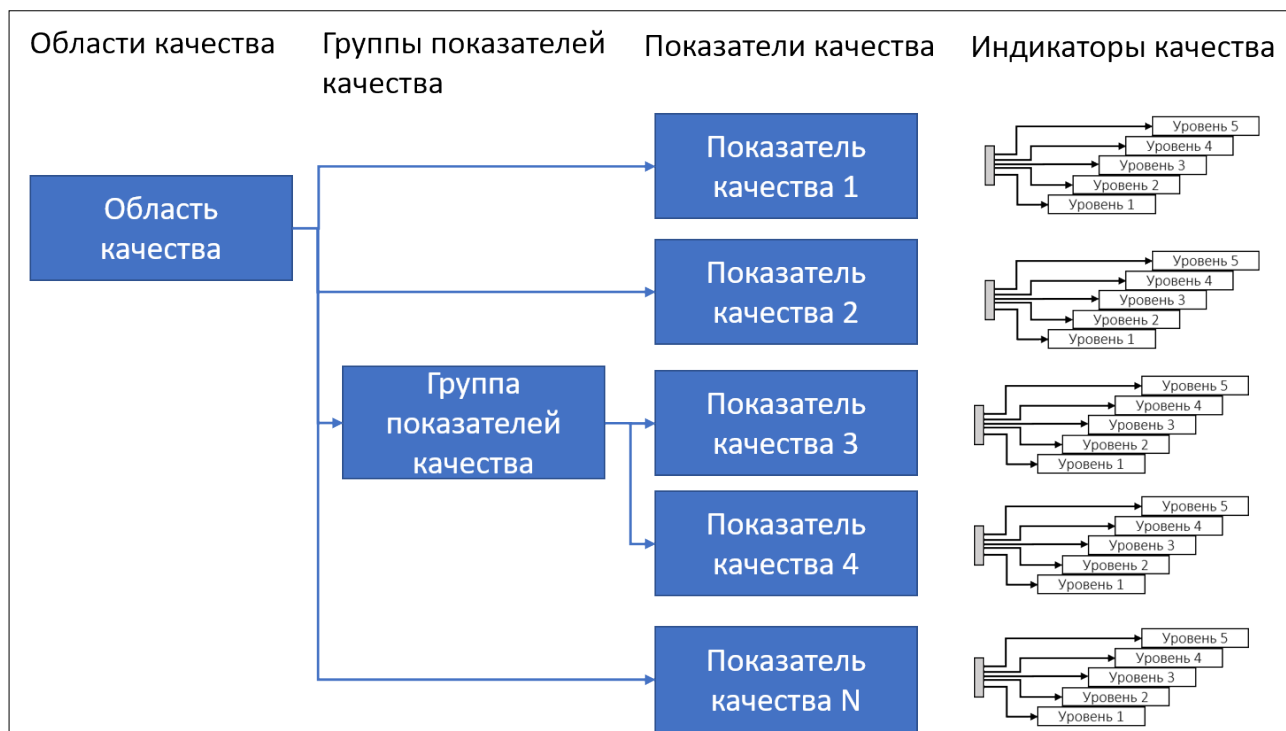 Области качества
Группы показателей
качества
Показатели качества
Индикаторы качества
Область
качества
Показатель
качества 1
Уровень 5
Уровень 4
Уровень 3
Уровень 2
Уровень 1
Показатель
качества 2
Уровень 5
Уровень 4
Уровень 3
Уровень 2
Уровень 1
Группа
показателей
качества
Показатель
качества 3
Уровень 5
Уровень 4
Уровень 3
Уровень 2
Уровень 1
Показатель
качества 4
Уровень 5
Уровень 4
Уровень 3
Уровень 2
Уровень 1
Показатель
качества N
Уровень 5
Уровень 4
Уровень 3
Уровень 2
Уровень 1